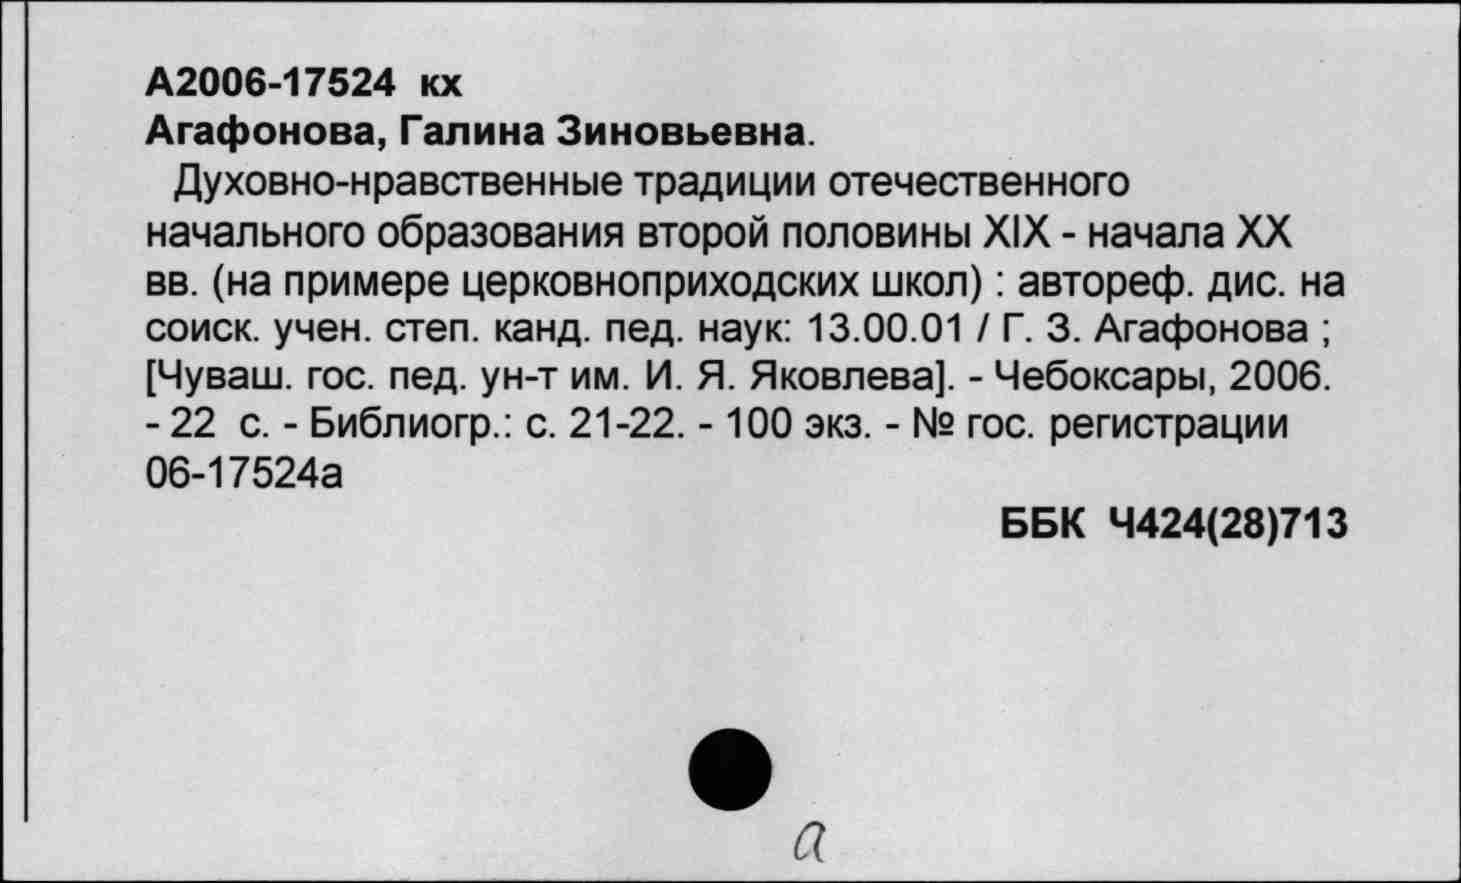 А2006-17524 кх
Агафонова, Галина Зиновьевна.
Духовно-нравственные традиции отечественного
начального образования второй половины XIX - начала XX
вв. (на примере церковноприходских школ) : автореф. дис. на
соиск. учен. степ. канд. пед. наук: 13.00.01 / Г. З. Агафонова ;
[Чуваш. гос. пед. ун-т им. И. Я. Яковлева]. - Чебоксары, 2006.
- 22 с. - Библиогр.: с. 21-22. - 100 экз. - № гос. регистрации
06-17524а
ББК Ч424(28)713
а